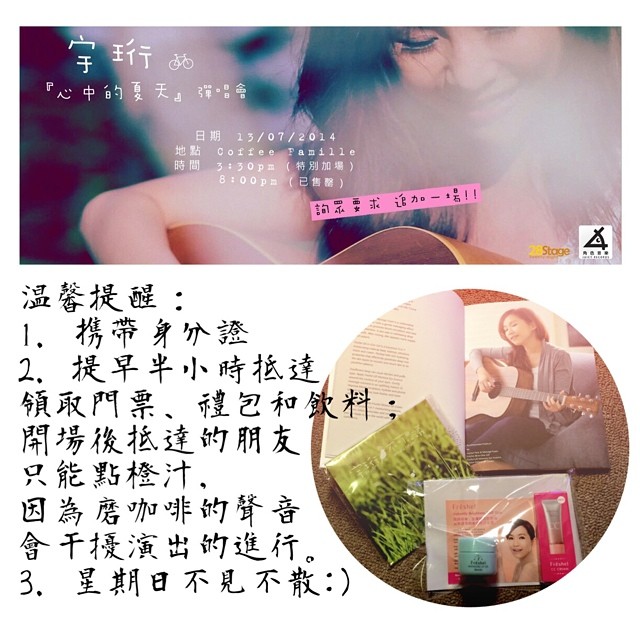 宇珩
『心中的夏天』彈唱會
日期 13/07/2014
地點 Coffee Famille
時間 3:30pm (特別加場)
8:00pm (已售罄)
詢眾要求 追加一場!!
28Stage
溫馨提醒：
1. 攜帶身分證
2. 提早半小時抵達
領取門票、禮包和飲料；
開場後抵達的朋友
只能點橙汁，
因為磨咖啡的聲音
會干擾演出的進行。
3. 星期日不見不散:)
Fréshel
Fréshel